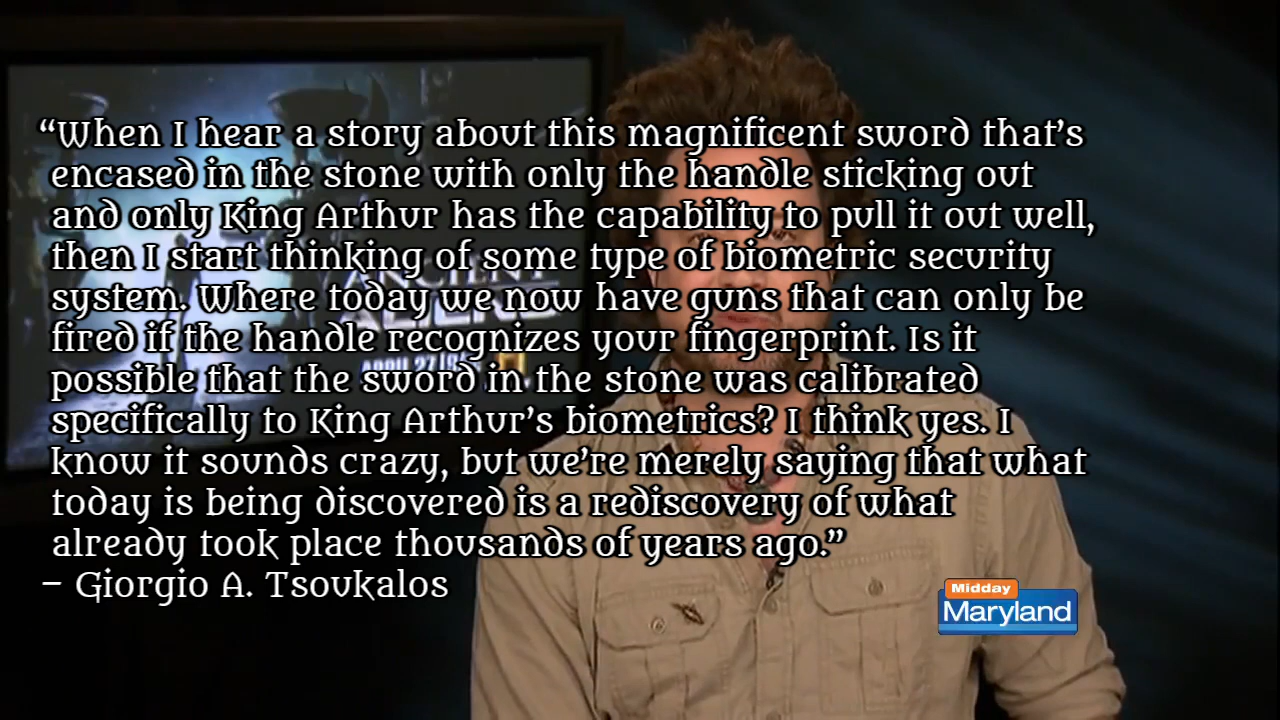 “When I hear a story about this magnificent sword that’s
encased in the stone with only the handle sticking out
and only King Arthur has the capability to pull it out well,
then I start thinking of some type of biometric security
system. Where today we now have guns that can only be
fired if the handle recognizes your fingerprint. Is it
possible that the sword in the stone was calibrated
specifically to King Arthur’s biometrics? I think yes. I
know it sounds crazy, but we’re merely saying that what
today is being discovered is a rediscovery of what
already took place thousands of years ago.”
– Giorgio A. Tsoukalos
ANCIENT
ALIENS
APRIL 27
Midday
Maryland